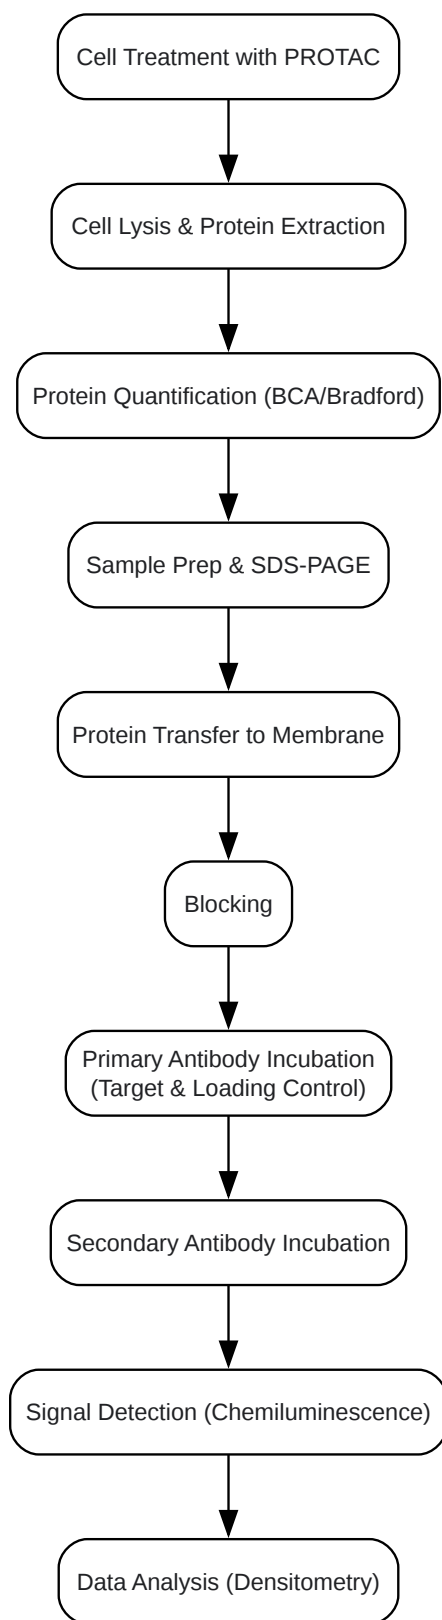 Cell Treatment with PROTAC
Cell Lysis & Protein Extraction
Protein Quantification (BCA/Bradford)
Sample Prep & SDS-PAGE
Protein Transfer to Membrane
Blocking
Primary Antibody Incubation
(Target & Loading Control)
Secondary Antibody Incubation
Signal Detection (Chemiluminescence)
Data Analysis (Densitometry)